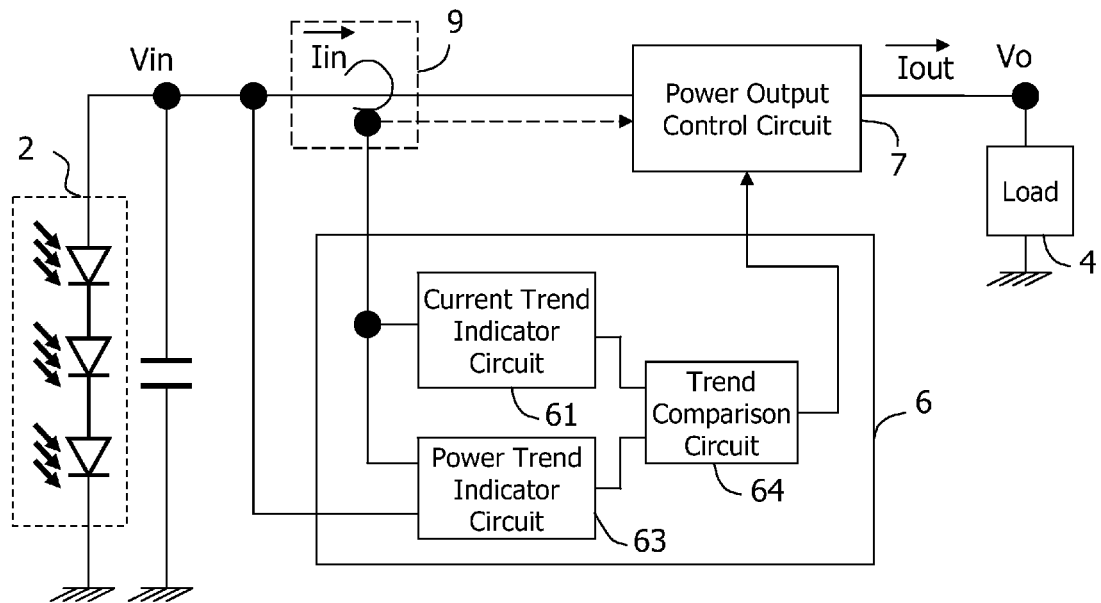 9
Iin
Vin
Iout
Vo
Power Output
Control Circuit
7
2
Load
4
Current Trend
Indicator
Circuit
61
Trend
Comparison
Circuit
64
6
Power Trend
Indicator
Circuit
63